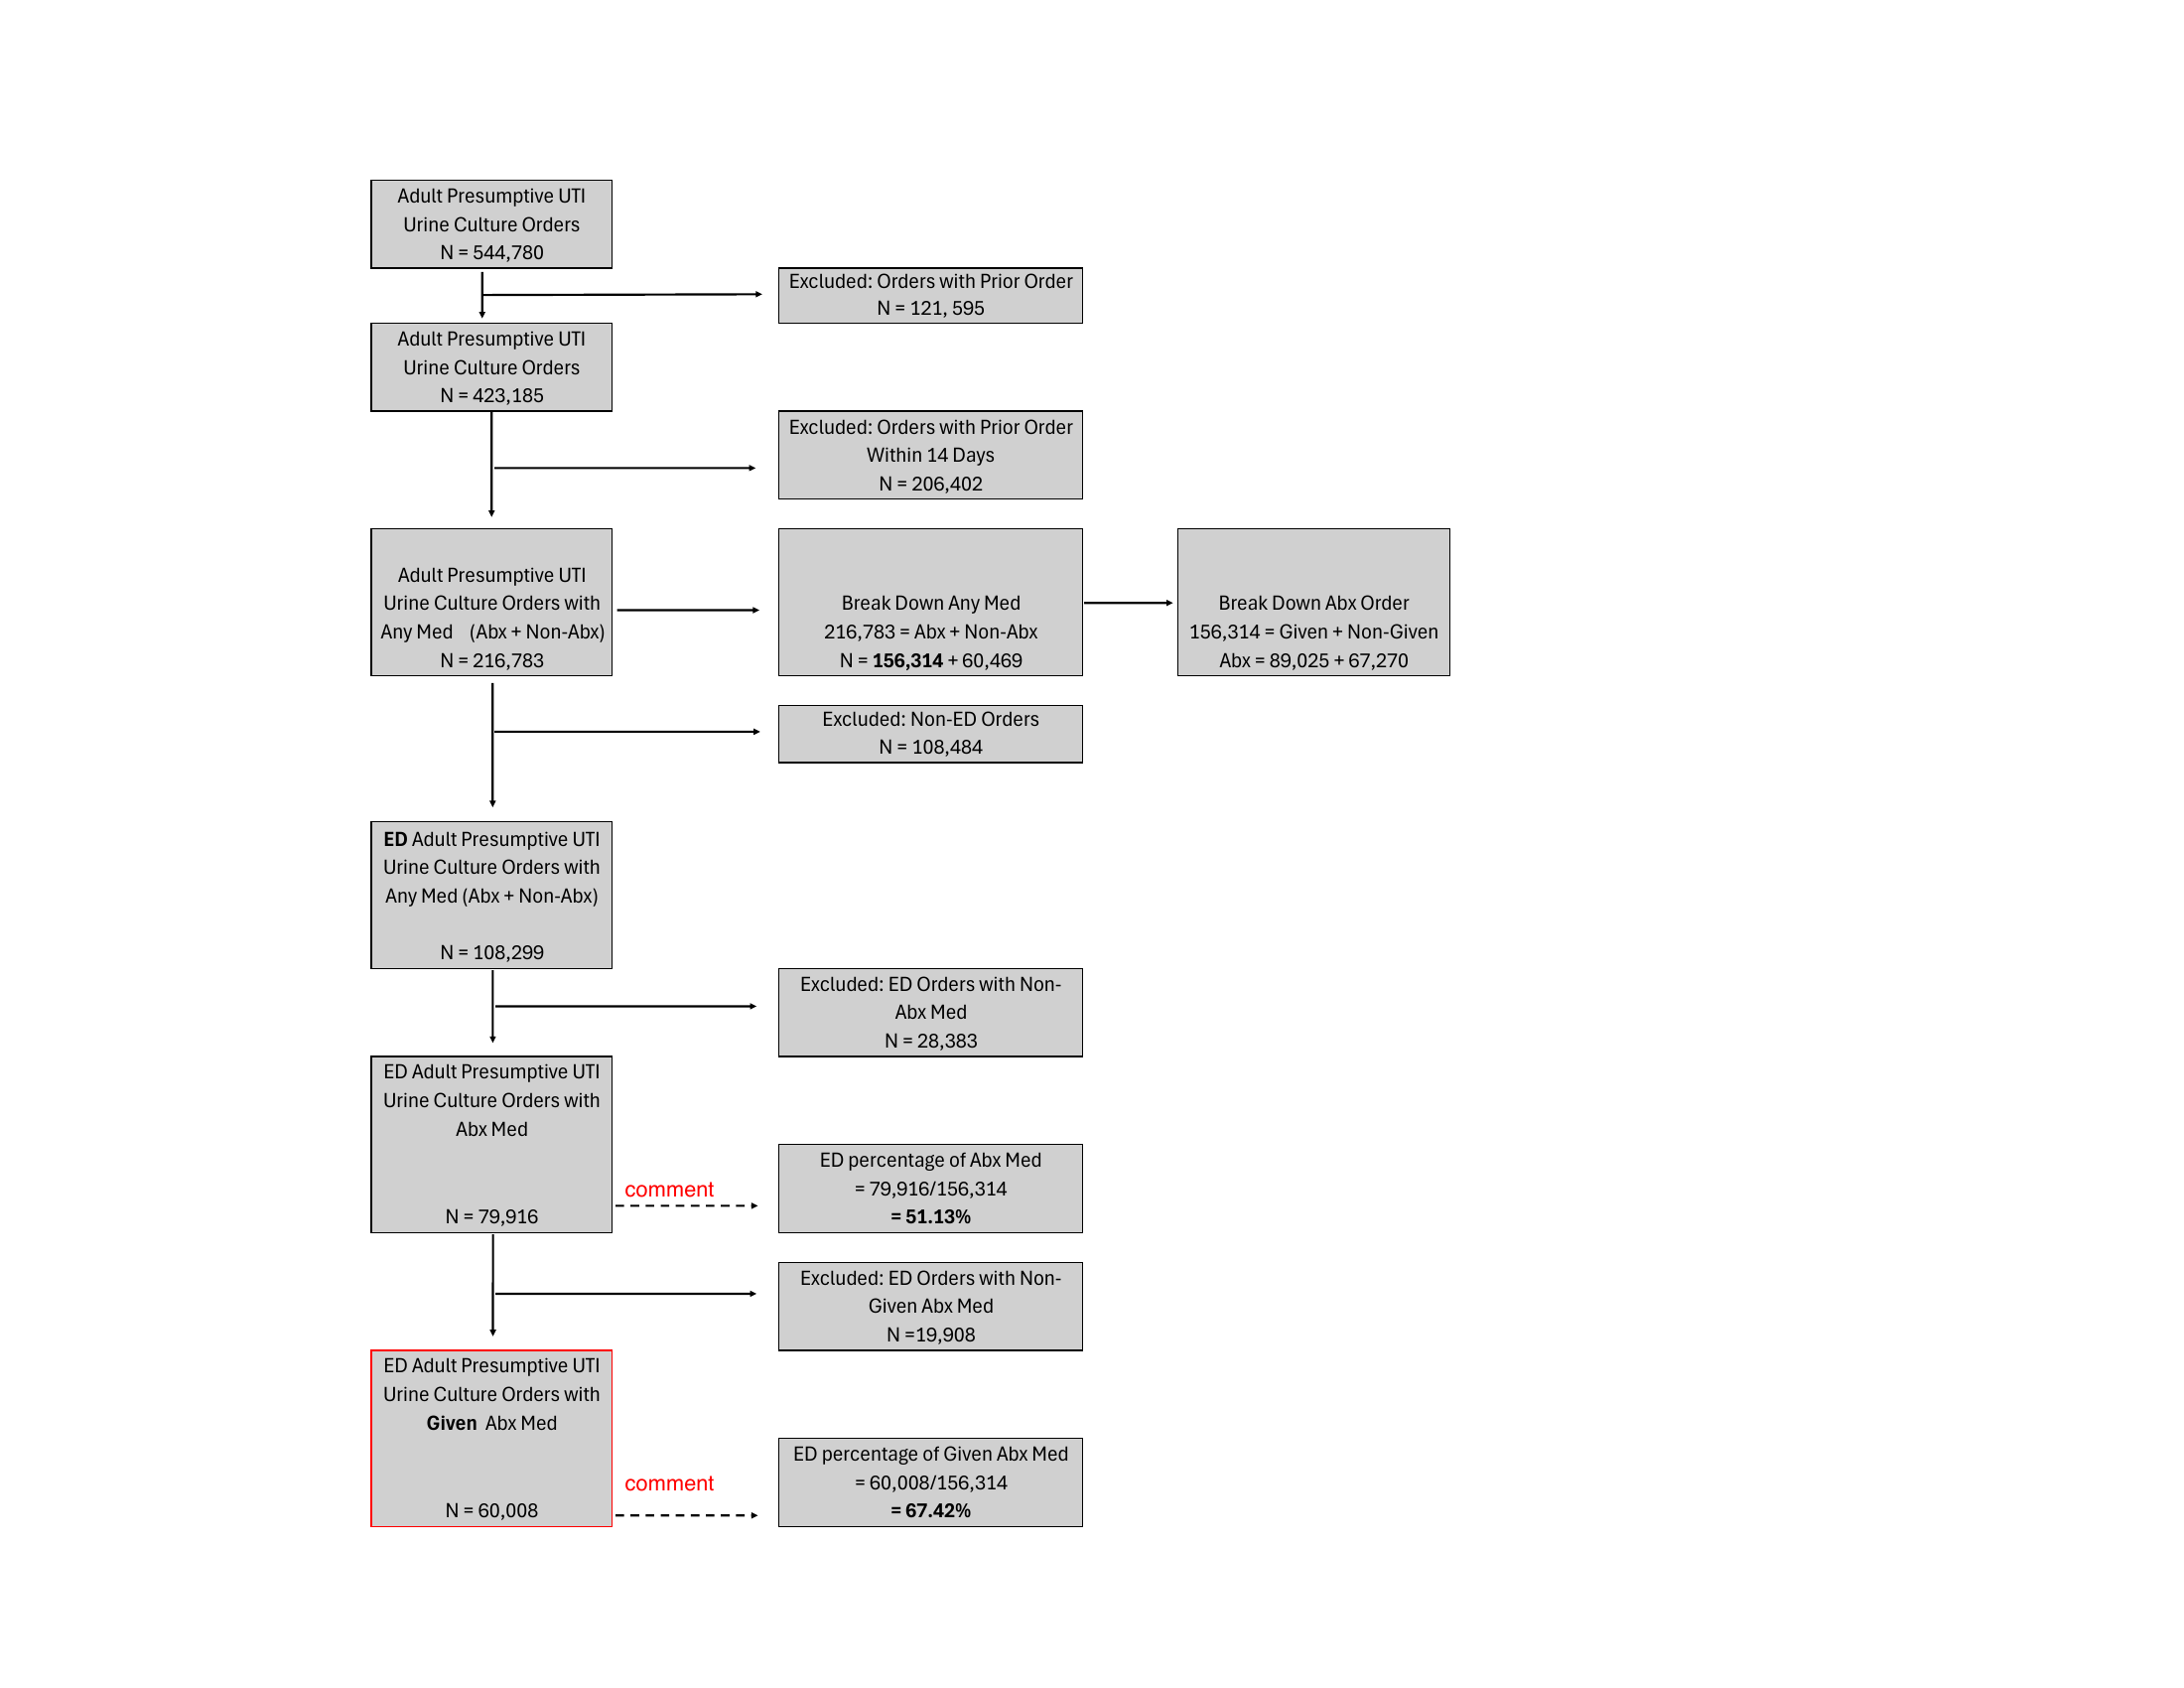 Adult Presumptive UTI
Urine Culture Orders
N = 544,780
Excluded: Orders with Prior Order
N = 121, 595
Adult Presumptive UTI
Urine Culture Orders
N = 423,185
Excluded: Orders with Prior Order
Within 14 Days
N = 206,402
Adult Presumptive UTI
Urine Culture Orders with
Any Med (Abx + Non-Abx)
N = 216,783
Break Down Any Med
216,783 = Abx + Non-Abx
N = 156,314 + 60,469
Break Down Abx Order
156,314 = Given + Non-Given
Abx = 89,025 + 67,270
Excluded: Non-ED Orders
N = 108,484
ED Adult Presumptive UTI
Urine Culture Orders with
Any Med (Abx + Non-Abx)
N = 108,299
Excluded: ED Orders with Non-
Abx Med
N = 28,383
ED Adult Presumptive UTI
Urine Culture Orders with
Abx Med
N = 79,916
comment
ED percentage of Abx Med
= 79,916/156,314
= 51.13%
Excluded: ED Orders with Non-
Given Abx Med
N =19,908
ED Adult Presumptive UTI
Urine Culture Orders with
Given Abx Med
N = 60,008
comment
ED percentage of Given Abx Med
= 60,008/156,314
= 67.42%